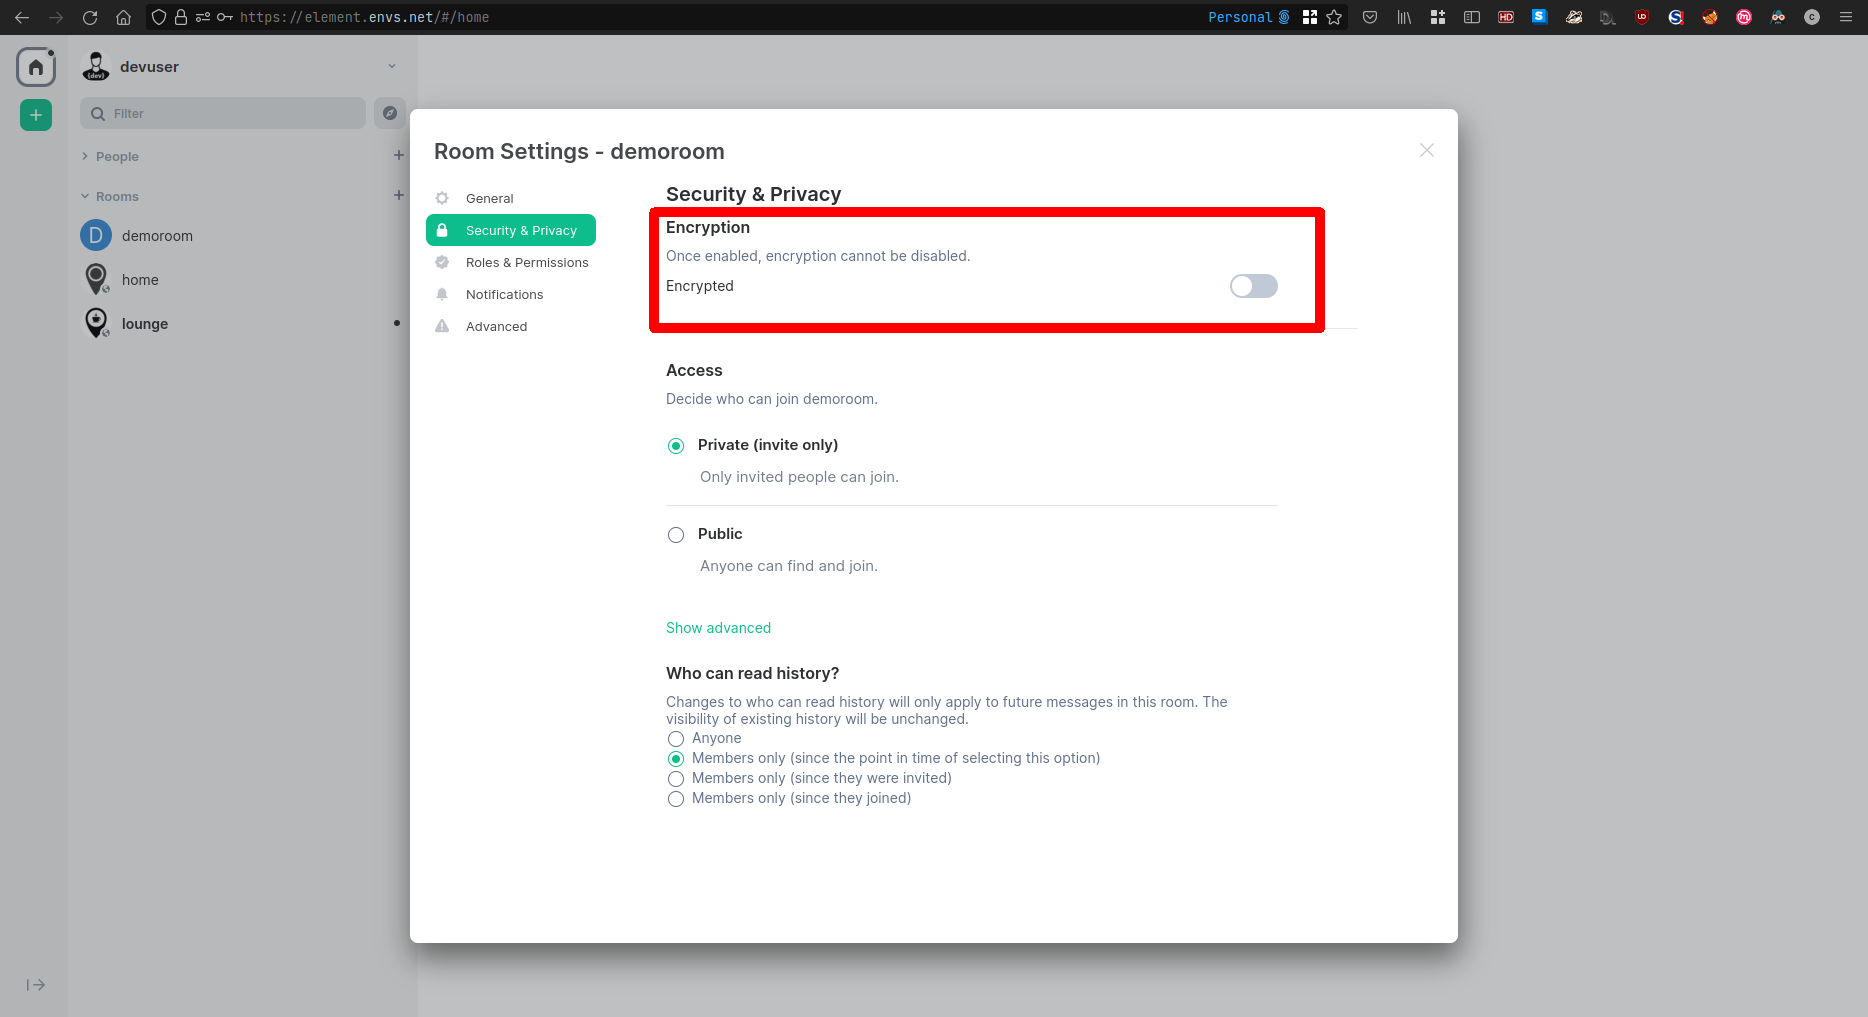 https://element.envs.net/#/home
Personal
HD
S
UD
S
m
C
devuser
{dev}
Filter
People
Rooms
D
demoroom
home
lounge
Room Settings - demoroom
General
Security & Privacy
Roles & Permissions
Notifications
Advanced
Security & Privacy
Encryption
Once enabled, encryption cannot be disabled.
Encrypted
Access
Decide who can join demoroom.
Private (invite only)
Only invited people can join.
Public
Anyone can find and join.
Show advanced
Who can read history?
Changes to who can read history will only apply to future messages in this room. The
visibility of existing history will be unchanged.
Anyone
Members only (since the point in time of selecting this option)
Members only (since they were invited)
Members only (since they joined)